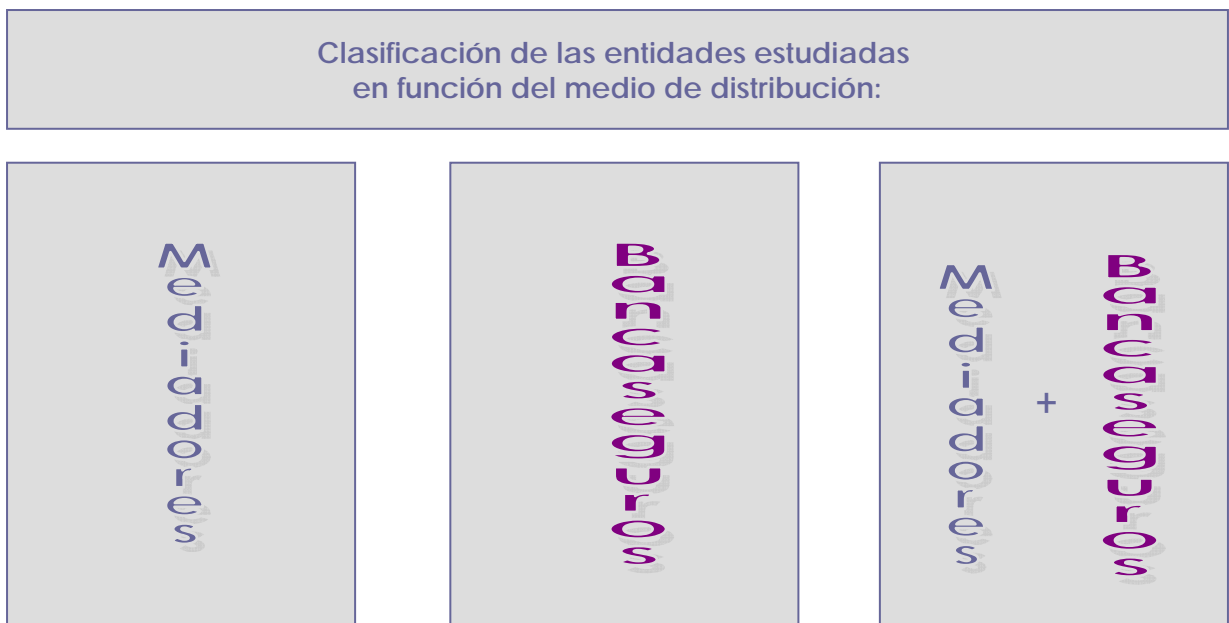 Clasificación de las entidades estudiadas
en función del medio de distribución:
Mediadores
Bancaseguros
Mediadores
+
Bancaseguros